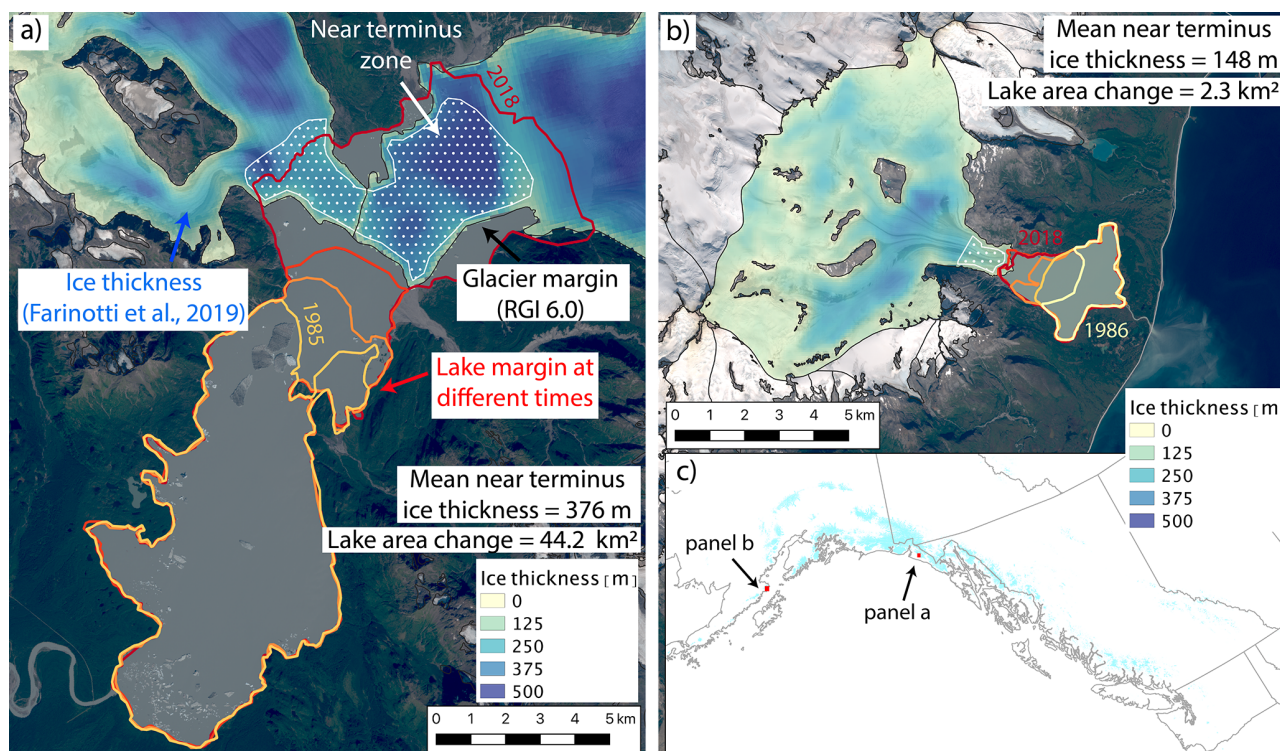 a)
Near terminus
zone
2018
Ice thickness
(Farinotti et al., 2019)
Glacier margin
(RGI 6.0)
1985
Lake margin at
different times
Mean near terminus
ice thickness = 376 m
Lake area change = 44.2 km²
Ice thickness [m]
0
125
250
375
500
0 1 2 3 4 5 km
b)
Mean near terminus
ice thickness = 148 m
Lake area change = 2.3 km²
2018
1986
0 1 2 3 4 5 km
Ice thickness [m
0
125
250
375
500
c)
panel b
panel a